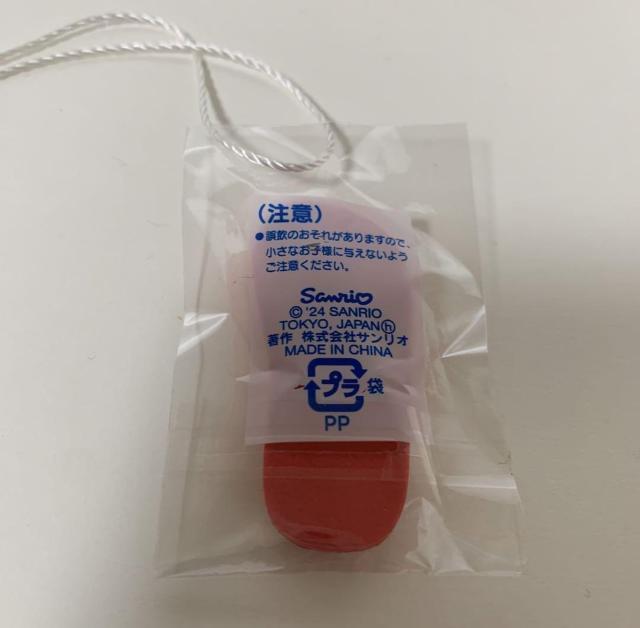 (注意)
●誤飲のおそれがありますので、
小さなお子様に与えないよう
ご注意ください。
Sanrio
© '24 SANRIO
TOKYO, JAPAN ⓗ
著作 株式会社サンリオ
MADE IN CHINA
プラ 袋
PP